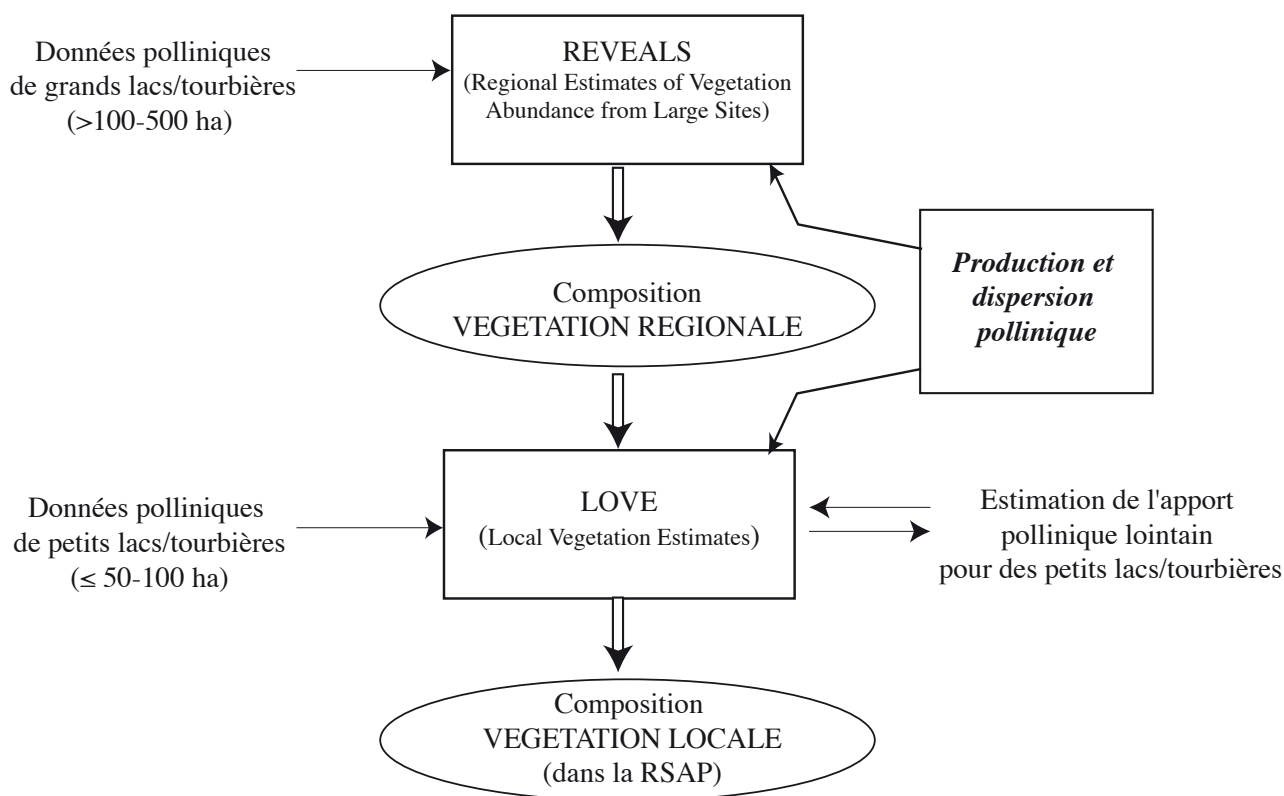 Données polliniques
de grands lacs/tourbières
(>100-500 ha)
REVEALS
(Regional Estimates of Vegetation
Abundance from Large Sites)
Composition
VEGETATION REGIONALE
Production et
dispersion
pollinique
Données polliniques
de petits lacs/tourbières
(≤ 50-100 ha)
LOVE
(Local Vegetation Estimates)
Estimation de l'apport
pollinique lointain
pour des petits lacs/tourbières
Composition
VEGETATION LOCALE
(dans la RSAP)